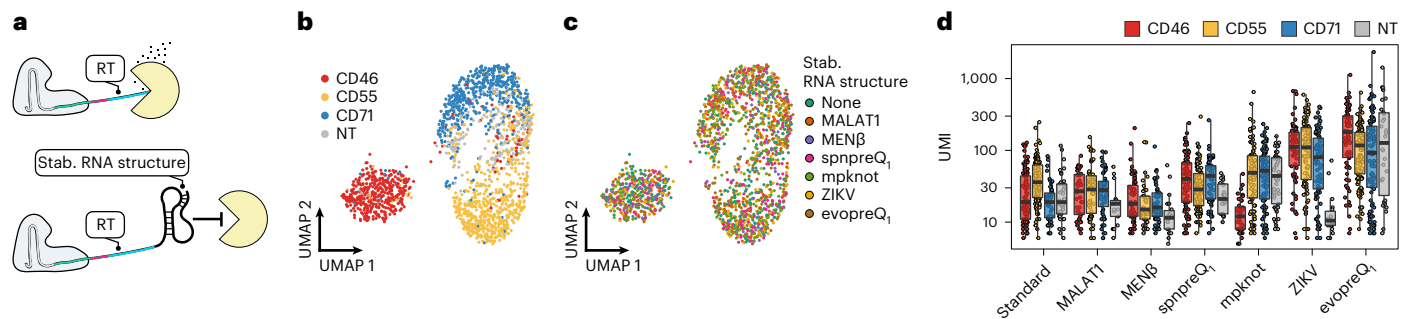 a
RT
Stab. RNA structure
RT
b
CD46
CD55
CD71
NT
UMAP 2
UMAP 1
c
Stab.
RNA structure
None
MALAT1
MENβ
spnpreQ₁
mpknot
ZIKV
evopreQ₁
UMAP 2
UMAP 1
d
CD46 CD55 CD71 NT
UMI
1,000
300
100
30
10
Standard
MALAT1
MENβ
spnpreQ₁
mpknot
ZIKV
evopreQ₁